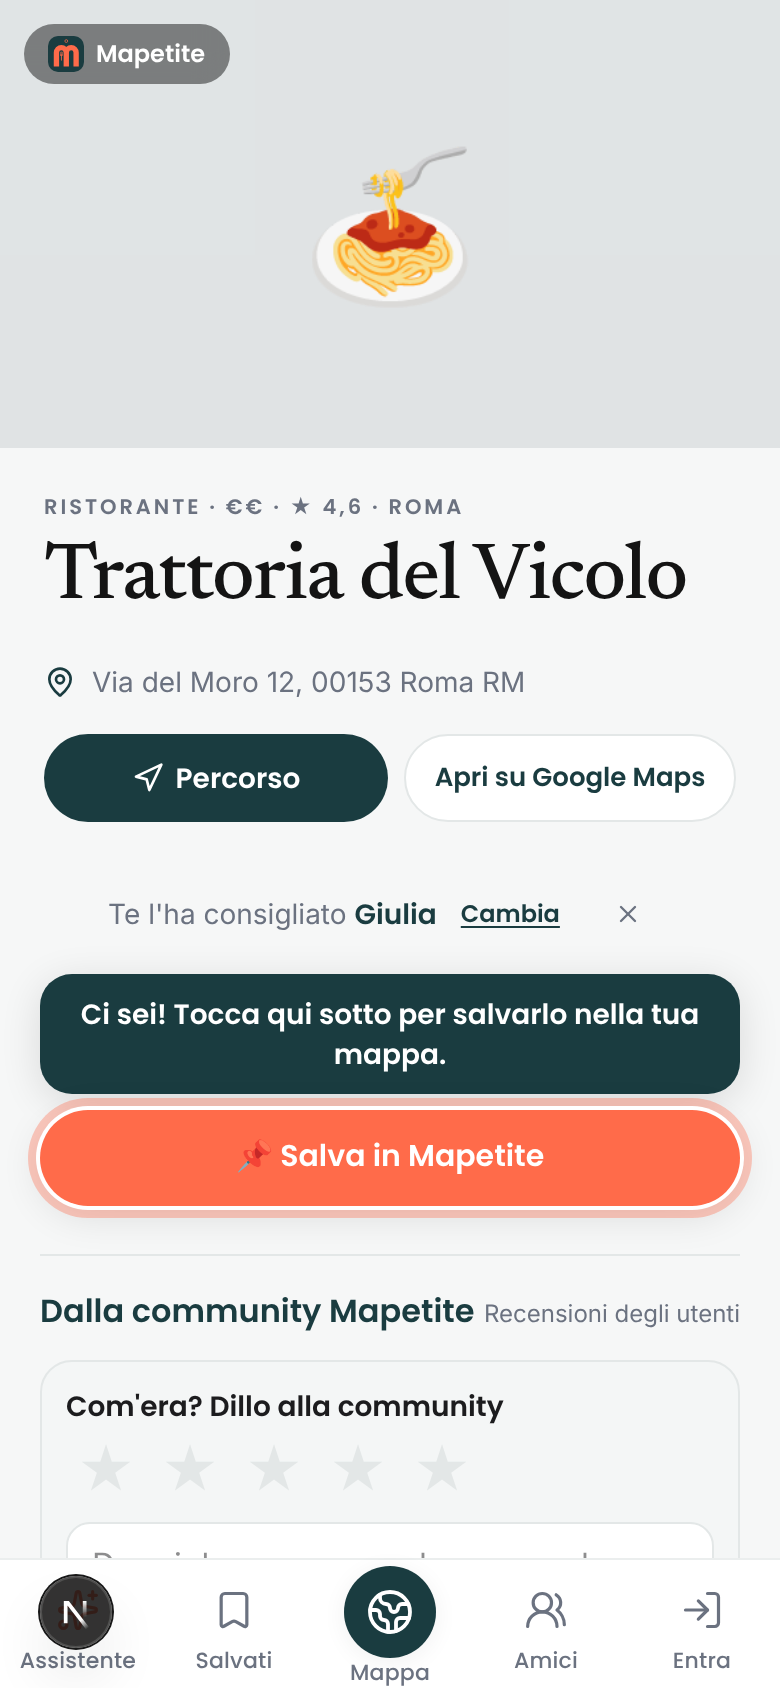 Mapetite
RISTORANTE · €€ · ★ 4,6 · ROMA
Trattoria del Vicolo
Via del Moro 12, 00153 Roma RM
Percorso
Apri su Google Maps
Te l'ha consigliato Giulia Cambia
Ci sei! Tocca qui sotto per salvarlo nella tua
mappa.
📌 Salva in Mapetite
Dalla community Mapetite Recensioni degli utenti
Com'era? Dillo alla community
N
Assistente
Salvati
Mappa
Amici
Entra